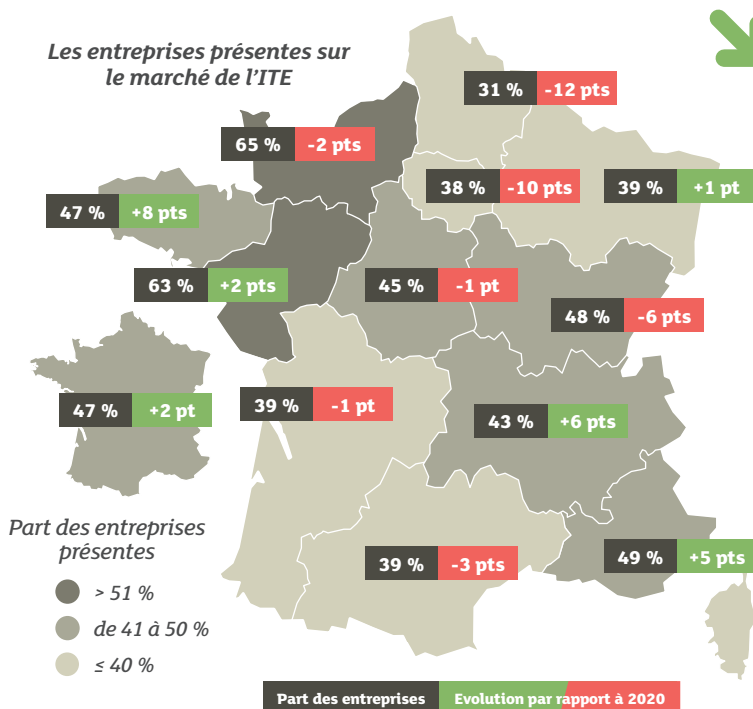 Les entreprises présentes sur
le marché de l'ITE
31 % -12 pts
65 % -2 pts
38 % -10 pts
39 % +1 pt
47 % +8 pts
63 % +2 pts
45 % -1 pt
48 % -6 pts
47 % +2 pt
39 % -1 pt
43 % +6 pts
39 % -3 pts
49 % +5 pts
Part des entreprises
présentes
> 51 %
de 41 à 50 %
≤ 40 %
Part des entreprises Evolution par rapport à 2020